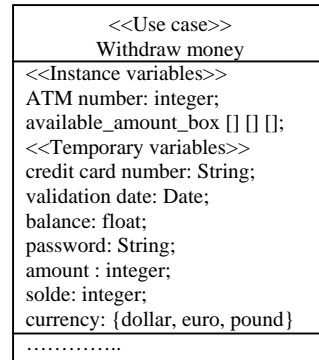 <<Use case>>
Withdraw money
<<Instance variables>>
ATM number: integer;
available_amount_box [] [] [];
<<Temporary variables>>
credit card number: String;
validation date: Date;
balance: float;
password: String;
amount : integer;
solde: integer;
currency: {dollar, euro, pound}
…………..